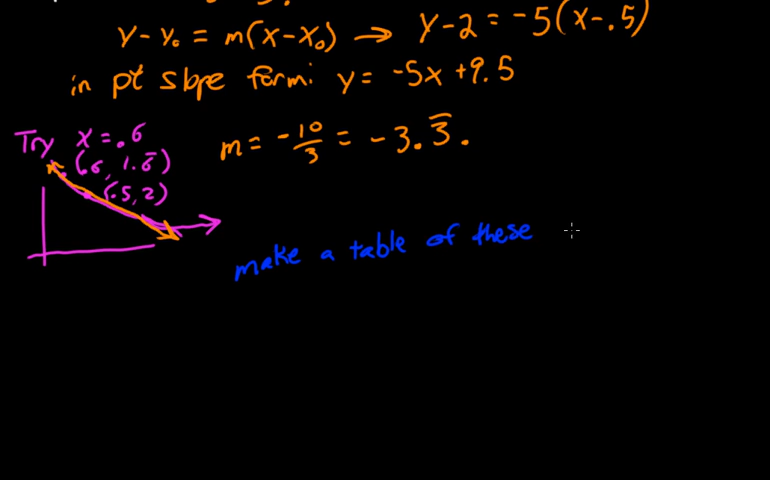 y-y₀ = m(x-x₀) → y-2 = -5(x-.5)
in pt slope form: y = -5x +9.5
Try x = .6
(.6, 1.6̅)
(.5, 2)
m = -10/3 = -3.3̅.
make a table of these